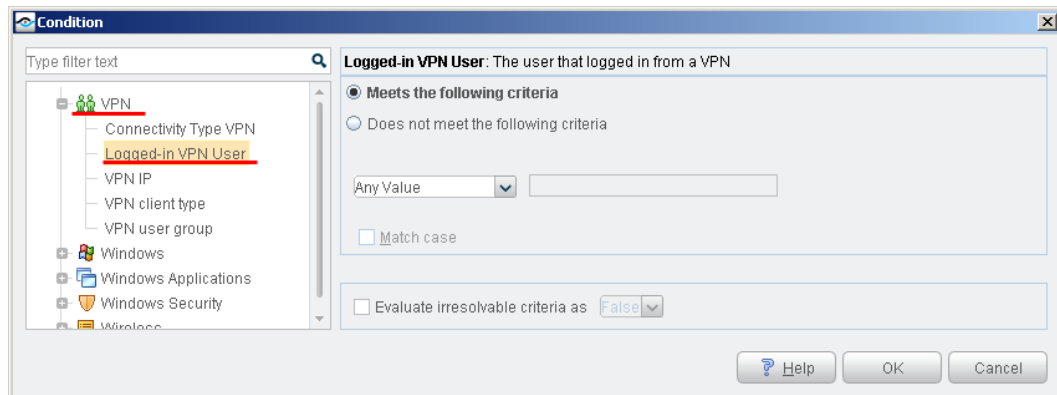 Condition
Type filter text
VPN
Connectivity Type VPN
Logged-in VPN User
VPN IP
VPN client type
VPN user group
Windows
Windows Applications
Windows Security
Wireless
Logged-in VPN User: The user that logged in from a VPN
Meets the following criteria
Does not meet the following criteria
Any Value
Match case
Evaluate irresolvable criteria as False
Help OK Cancel